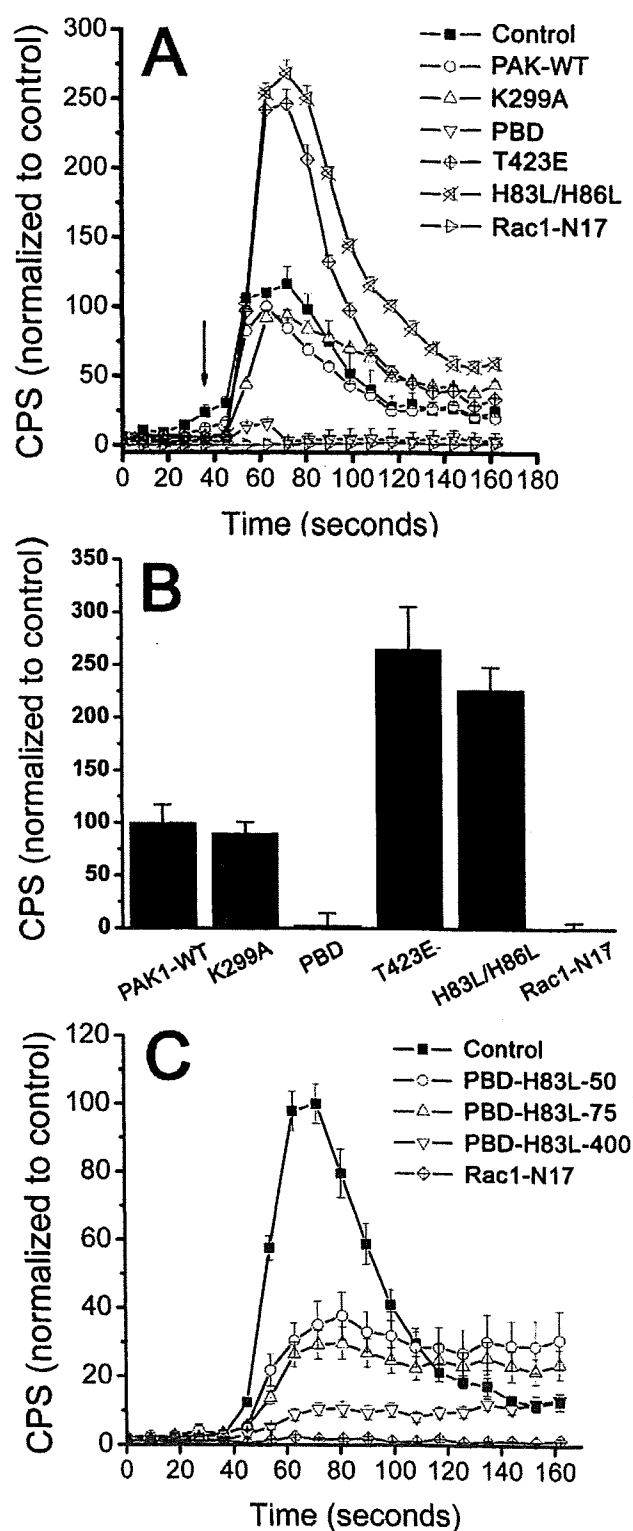 A
300
250
200
150
100
50
0
CPS (normalized to control)
0 20 40 60 80 100 120 140 160 180
Time (seconds)
Control
PAK-WT
K299A
PBD
T423E
H83L/H86L
Rac1-N17
B
350
300
250
200
150
100
50
0
CPS (normalized to control)
PAK1-WT K299A PBD T423E- H83L/H86L Rac1-N17
C
120
100
80
60
40
20
0
CPS (normalized to control)
0 20 40 60 80 100 120 140 160
Time (seconds)
Control
PBD-H83L-50
PBD-H83L-75
PBD-H83L-400
Rac1-N17